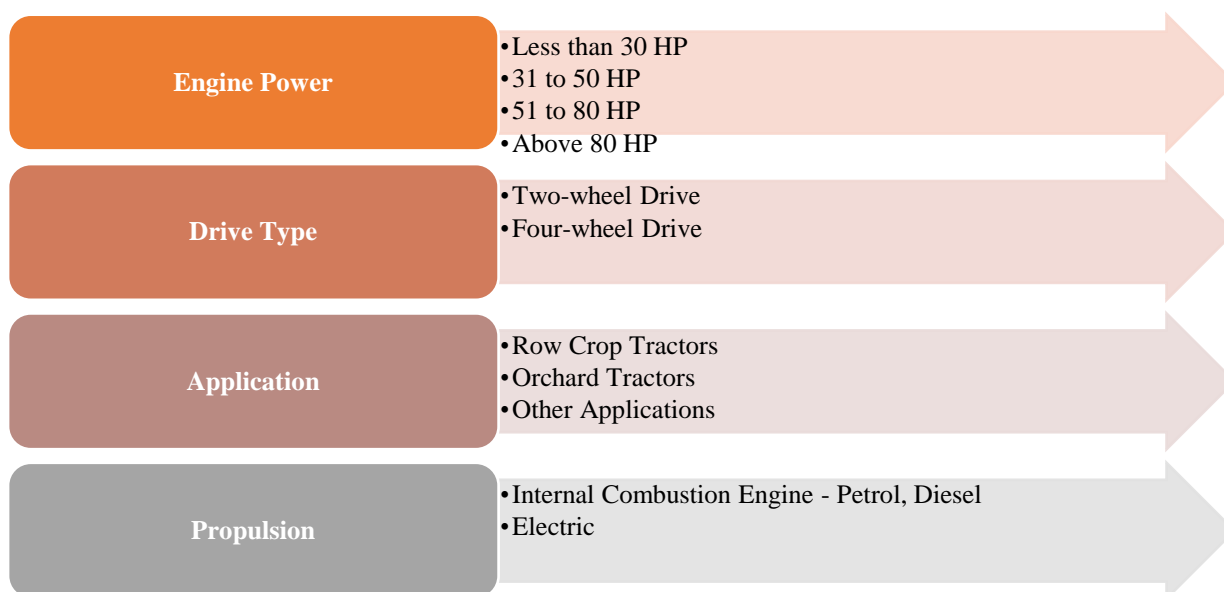 Engine Power
•Less than 30 HP
•31 to 50 HP
•51 to 80 HP
•Above 80 HP
Drive Type
•Two-wheel Drive
•Four-wheel Drive
Application
•Row Crop Tractors
•Orchard Tractors
•Other Applications
Propulsion
•Internal Combustion Engine - Petrol, Diesel
•Electric